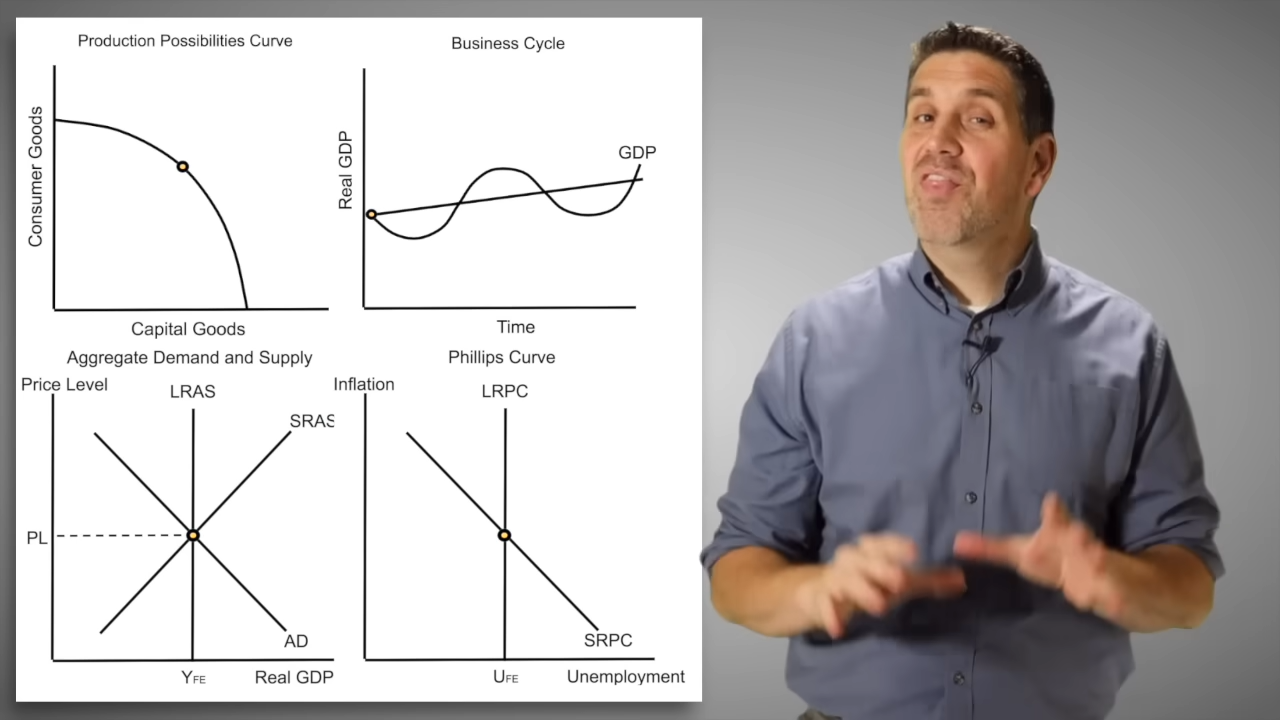 Production Possibilities Curve
Consumer Goods
Capital Goods
Business Cycle
Real GDP
GDP
Time
Aggregate Demand and Supply
Price Level
LRAS
SRAS
PL
AD
YFE
Real GDP
Phillips Curve
Inflation
LRPC
SRPC
UFE
Unemployment